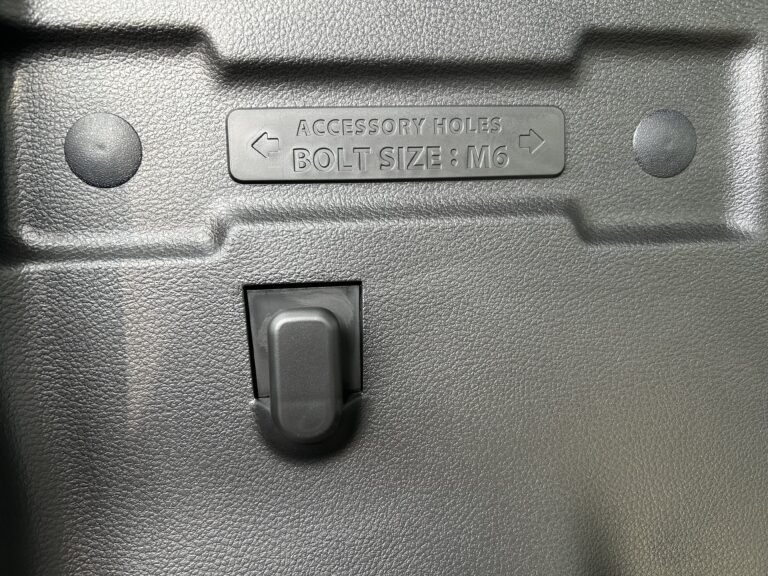 ACCESSORY HOLES
BOLT SIZE : M6